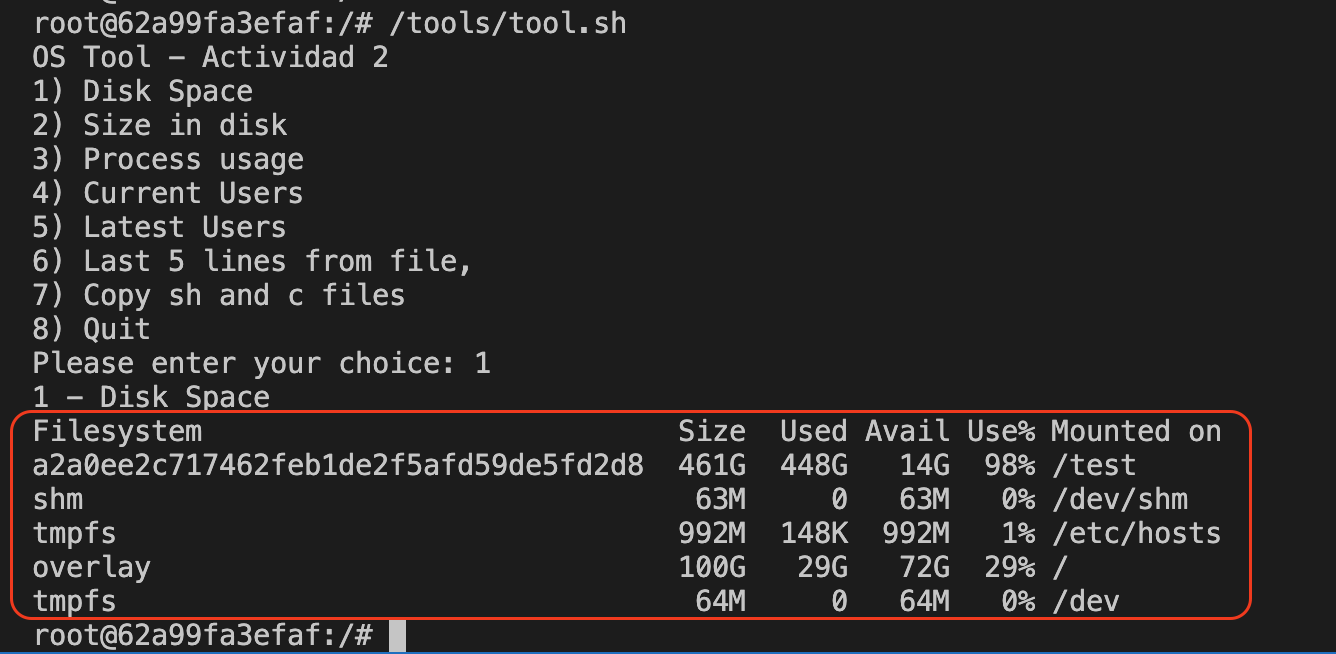 root@62a99fa3efaf:/# /tools/tool.sh
OS Tool – Actividad 2
1) Disk Space
2) Size in disk
3) Process usage
4) Current Users
5) Latest Users
6) Last 5 lines from file,
7) Copy sh and c files
8) Quit
Please enter your choice: 1
1 – Disk Space
Filesystem                            Size  Used Avail Use% Mounted on
a2a0ee2c717462feb1de2f5afd59de5fd2d8  461G  448G   14G  98% /test
shm                                    63M     0   63M   0% /dev/shm
tmpfs                                 992M  148K  992M   1% /etc/hosts
overlay                               100G   29G   72G  29% /
tmpfs                                  64M     0   64M   0% /dev
root@62a99fa3efaf:/#